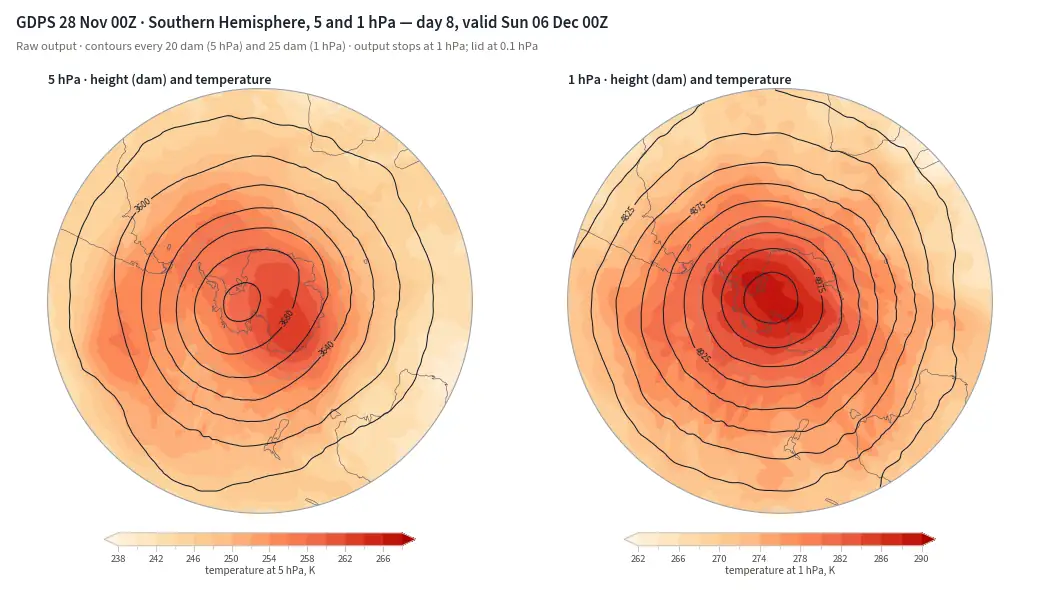 GDPS 28 Nov 00Z · Southern Hemisphere, 5 and 1 hPa — day 8, valid Sun 06 Dec 00Z
Raw output · contours every 20 dam (5 hPa) and 25 dam (1 hPa) · output stops at 1 hPa; lid at 0.1 hPa
5 hPa · height (dam) and temperature
1 hPa · height (dam) and temperature
3600
3680
3640
4825
4875
4975
4925
238 242 246 250 254 258 262 266
temperature at 5 hPa, K
262 266 270 274 278 282 286 290
temperature at 1 hPa, K